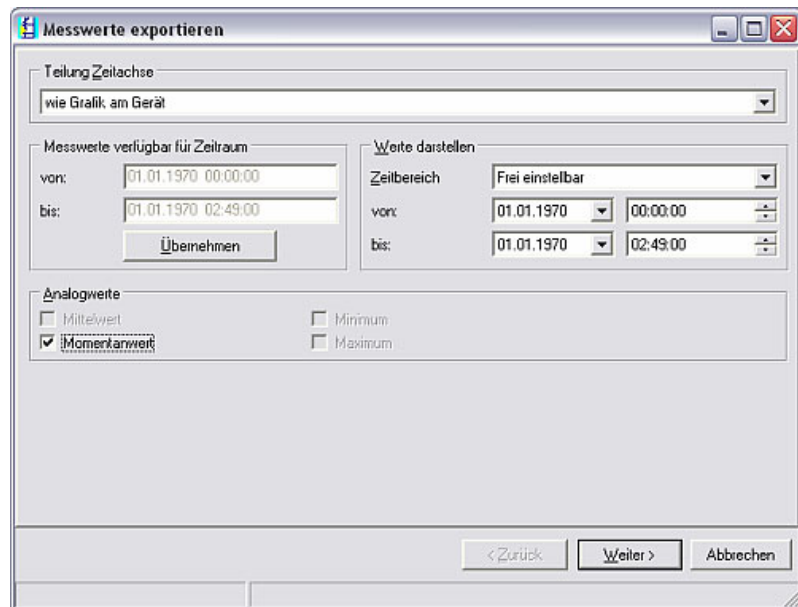 Messwerte exportieren
Teilung Zeitachse
wie Grafik am Gerät
Messwerte verfügbar für Zeitraum
von:
01.01.1970 00:00:00
bis:
01.01.1970 02:49:00
Übernehmen
Werte darstellen
Zeitbereich
Frei einstellbar
von:
01.01.1970
00:00:00
bis:
01.01.1970
02:49:00
Analogwerte
Mittelwert
Minimum
Momentanwert
Maximum
< Zurück
Weiter >
Abbrechen